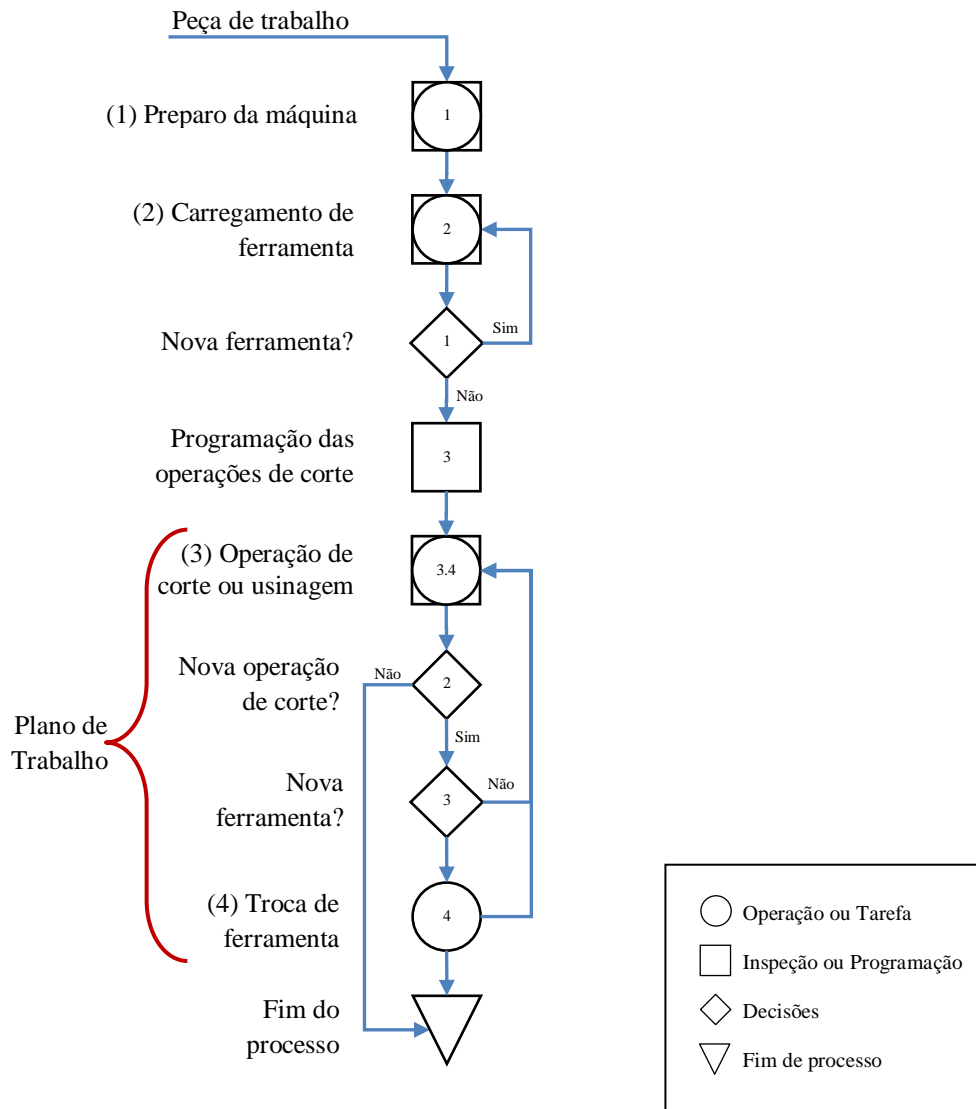 Peça de trabalho
(1) Preparo da máquina
1
(2) Carregamento de
ferramenta
2
Nova ferramenta?
1
Sim
Não
Programação das
operações de corte
3
(3) Operação de
corte ou usinagem
3.4
Nova operação
de corte?
Não
2
Sim
Plano de
Trabalho
Nova
ferramenta?
3
Não
(4) Troca de
ferramenta
4
Fim do
processo
Operação ou Tarefa
Inspeção ou Programação
Decisões
Fim de processo